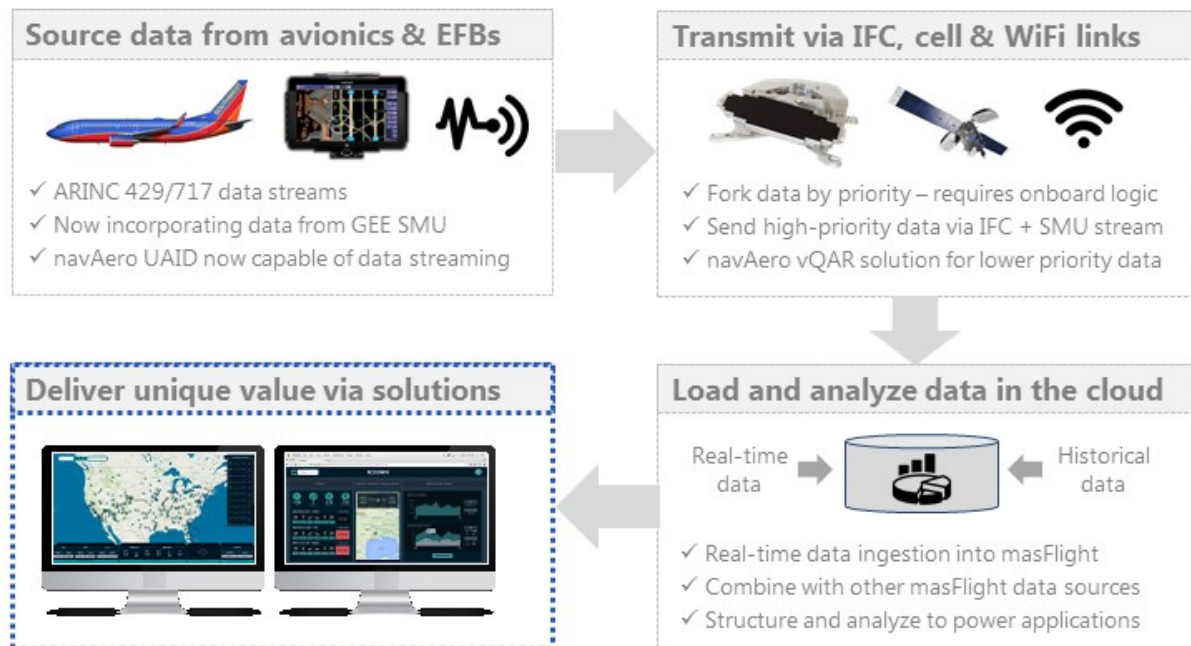 Source data from avionics & EFBs
✓ ARINC 429/717 data streams
✓ Now incorporating data from GEE SMU
✓ navAero UAID now capable of data streaming
Transmit via IFC, cell & WiFi links
✓ Fork data by priority – requires onboard logic
✓ Send high-priority data via IFC + SMU stream
✓ navAero vQAR solution for lower priority data
Load and analyze data in the cloud
Real-time
data
Historical
data
✓ Real-time data ingestion into masFlight
✓ Combine with other masFlight data sources
✓ Structure and analyze to power applications
Deliver unique value via solutions